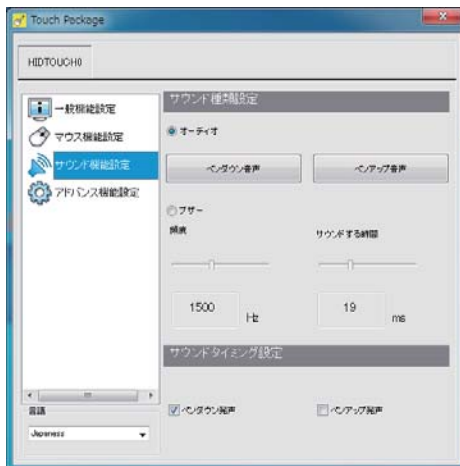 Touch Package
HIDTOUCH0
一般機能設定
マウス機能設定
サウンド機能設定
アドバンス機能設定
言語
Japanese
サウンド種類設定
オーディオ
ペンダウン音声
ペンアップ音声
ブザー
頻度
サウンドする時間
1500
Hz
19
ms
サウンドタイミング設定
ペンダウン発声
ペンアップ発声